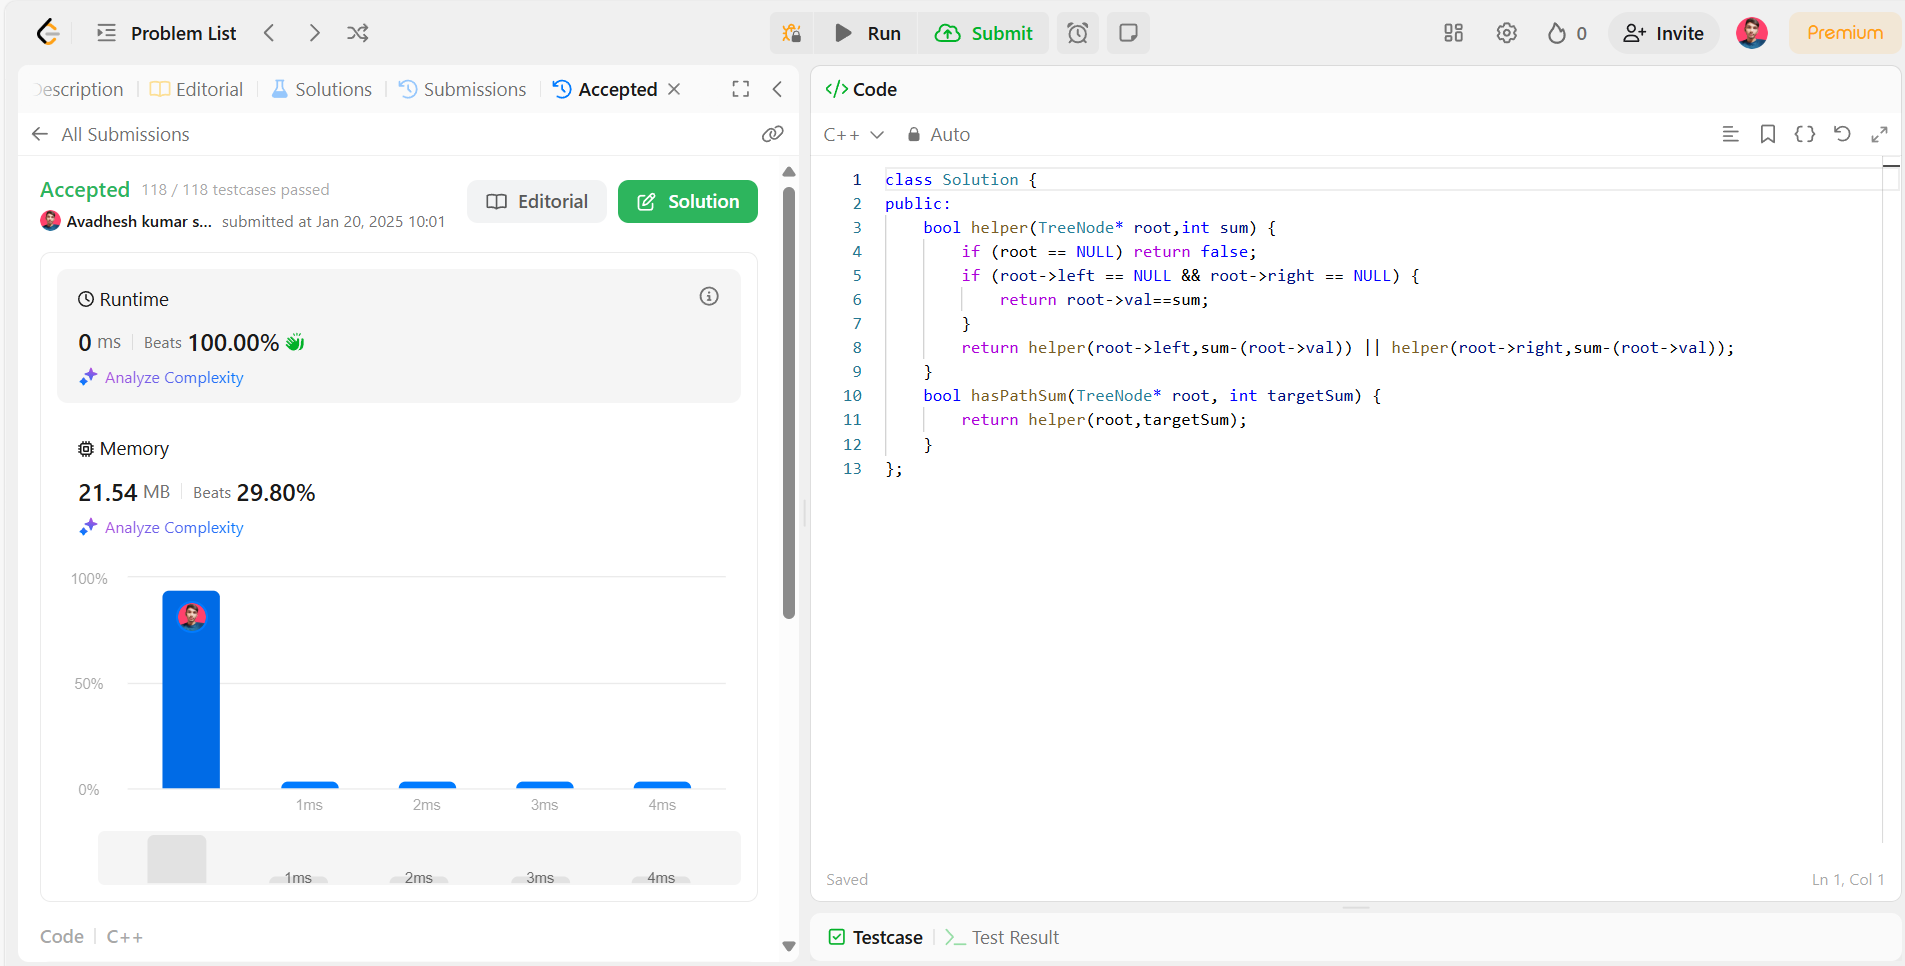 Problem List
Run
Submit
0
Invite
Premium
Description
Editorial
Solutions
Submissions
Accepted
All Submissions
Accepted 118 / 118 testcases passed
Avadhesh kumar s... submitted at Jan 20, 2025 10:01
Editorial
Solution
Runtime
0 ms Beats 100.00%
Analyze Complexity
Memory
21.54 MB Beats 29.80%
Analyze Complexity
100%
50%
0%
1ms 2ms 3ms 4ms
1ms 2ms 3ms 4ms
Code C++
</> Code
C++ Auto
1 class Solution {
2 public:
3     bool helper(TreeNode* root,int sum) {
4         if (root == NULL) return false;
5         if (root->left == NULL && root->right == NULL) {
6             return root->val==sum;
7         }
8         return helper(root->left,sum-(root->val)) || helper(root->right,sum-(root->val));
9     }
10     bool hasPathSum(TreeNode* root, int targetSum) {
11         return helper(root,targetSum);
12     }
13 };
Saved
Ln 1, Col 1
Testcase
Test Result